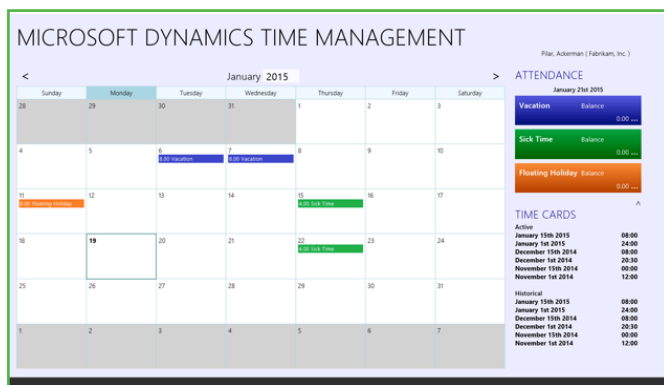 MICROSOFT DYNAMICS TIME MANAGEMENT
Pilar, Ackerman ( Fabrikam, Inc. )
< January 2015 >
Sunday Monday Tuesday Wednesday Thursday Friday Saturday
28 29 30 31 1 2 3
4 5 6 7 8 9 10
8.00 Vacation 8.00 Vacation
11 12 13 14 15 16 17
8.00 Floating Holiday 4.00 Sick Time
18 19 20 21 22 23 24
4.00 Sick Time
25 26 27 28 29 30 31
1 2 3 4 5 6 7
ATTENDANCE
January 21st 2015
Vacation Balance
0.00 ...
Sick Time Balance
0.00 ...
Floating Holiday Balance
0.00 ...
TIME CARDS
Active
January 15th 2015 08:00
January 1st 2015 24:00
December 15th 2014 08:00
December 1st 2014 20:30
November 15th 2014 00:00
November 1st 2014 12:00
Historical
January 15th 2015 08:00
January 1st 2015 24:00
December 15th 2014 08:00
December 1st 2014 20:30
November 15th 2014 00:00
November 1st 2014 12:00